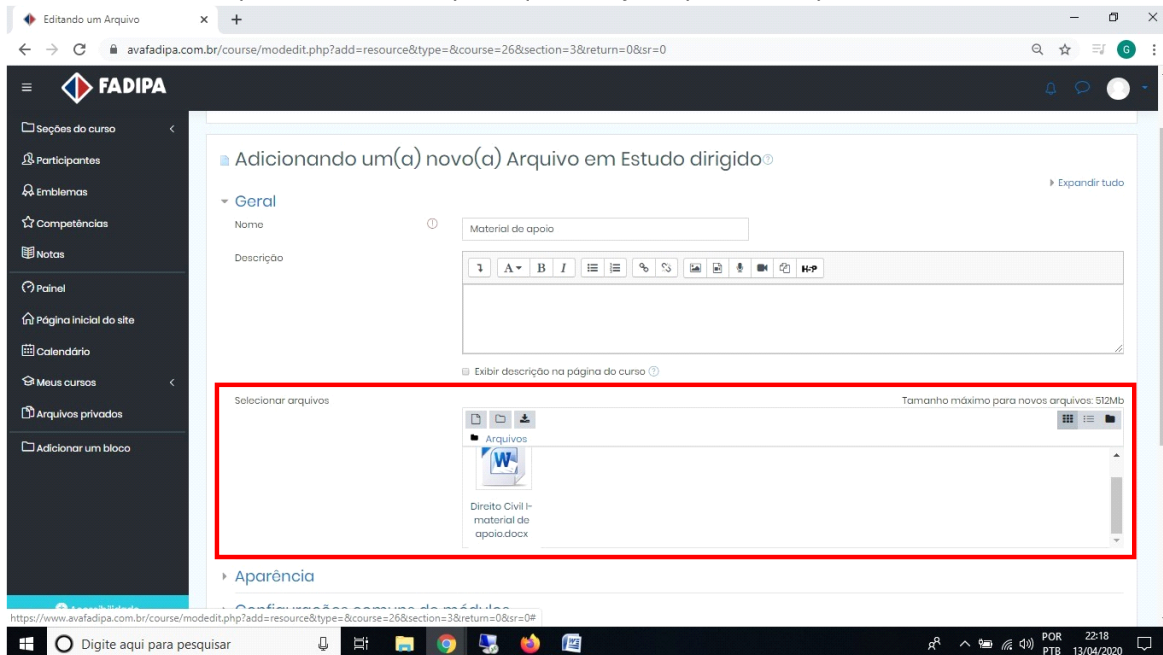 Editando um Arquivo
avafadipa.com.br/course/modedit.php?add=resource&type=&course=26&section=3&return=0&sr=0
G
FADIPA
Seções do curso
Participantes
Emblemas
Competências
Notas
Painel
Página inicial do site
Calendário
Meus cursos
Arquivos privados
Adicionar um bloco
Adicionando um(a) novo(a) Arquivo em Estudo dirigido
Expandir tudo
Geral
Nome
Material de apoio
Descrição
A B I H-P
Exibir descrição na página do curso
Selecionar arquivos
Tamanho máximo para novos arquivos: 512Mb
Arquivos
W
Direito Civil I-
material de
apoio.docx
Aparência
https://www.avafadipa.com.br/course/modedit.php?add=resource&type=&course=26&section=3&return=0&sr=0#
Digite aqui para pesquisar
POR
PTB
22:18
13/04/2020